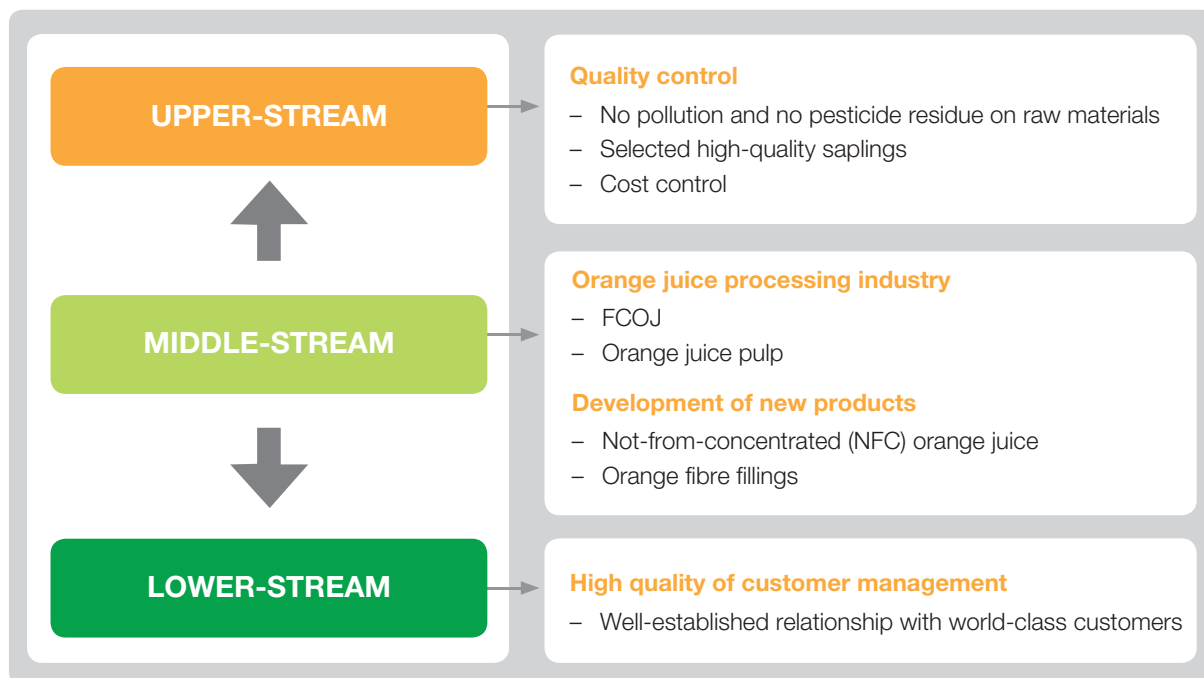 UPPER-STREAM
Quality control
– No pollution and no pesticide residue on raw materials
– Selected high-quality saplings
– Cost control
MIDDLE-STREAM
Orange juice processing industry
– FCOJ
– Orange juice pulp
Development of new products
– Not-from-concentrated (NFC) orange juice
– Orange fibre fillings
LOWER-STREAM
High quality of customer management
– Well-established relationship with world-class customers